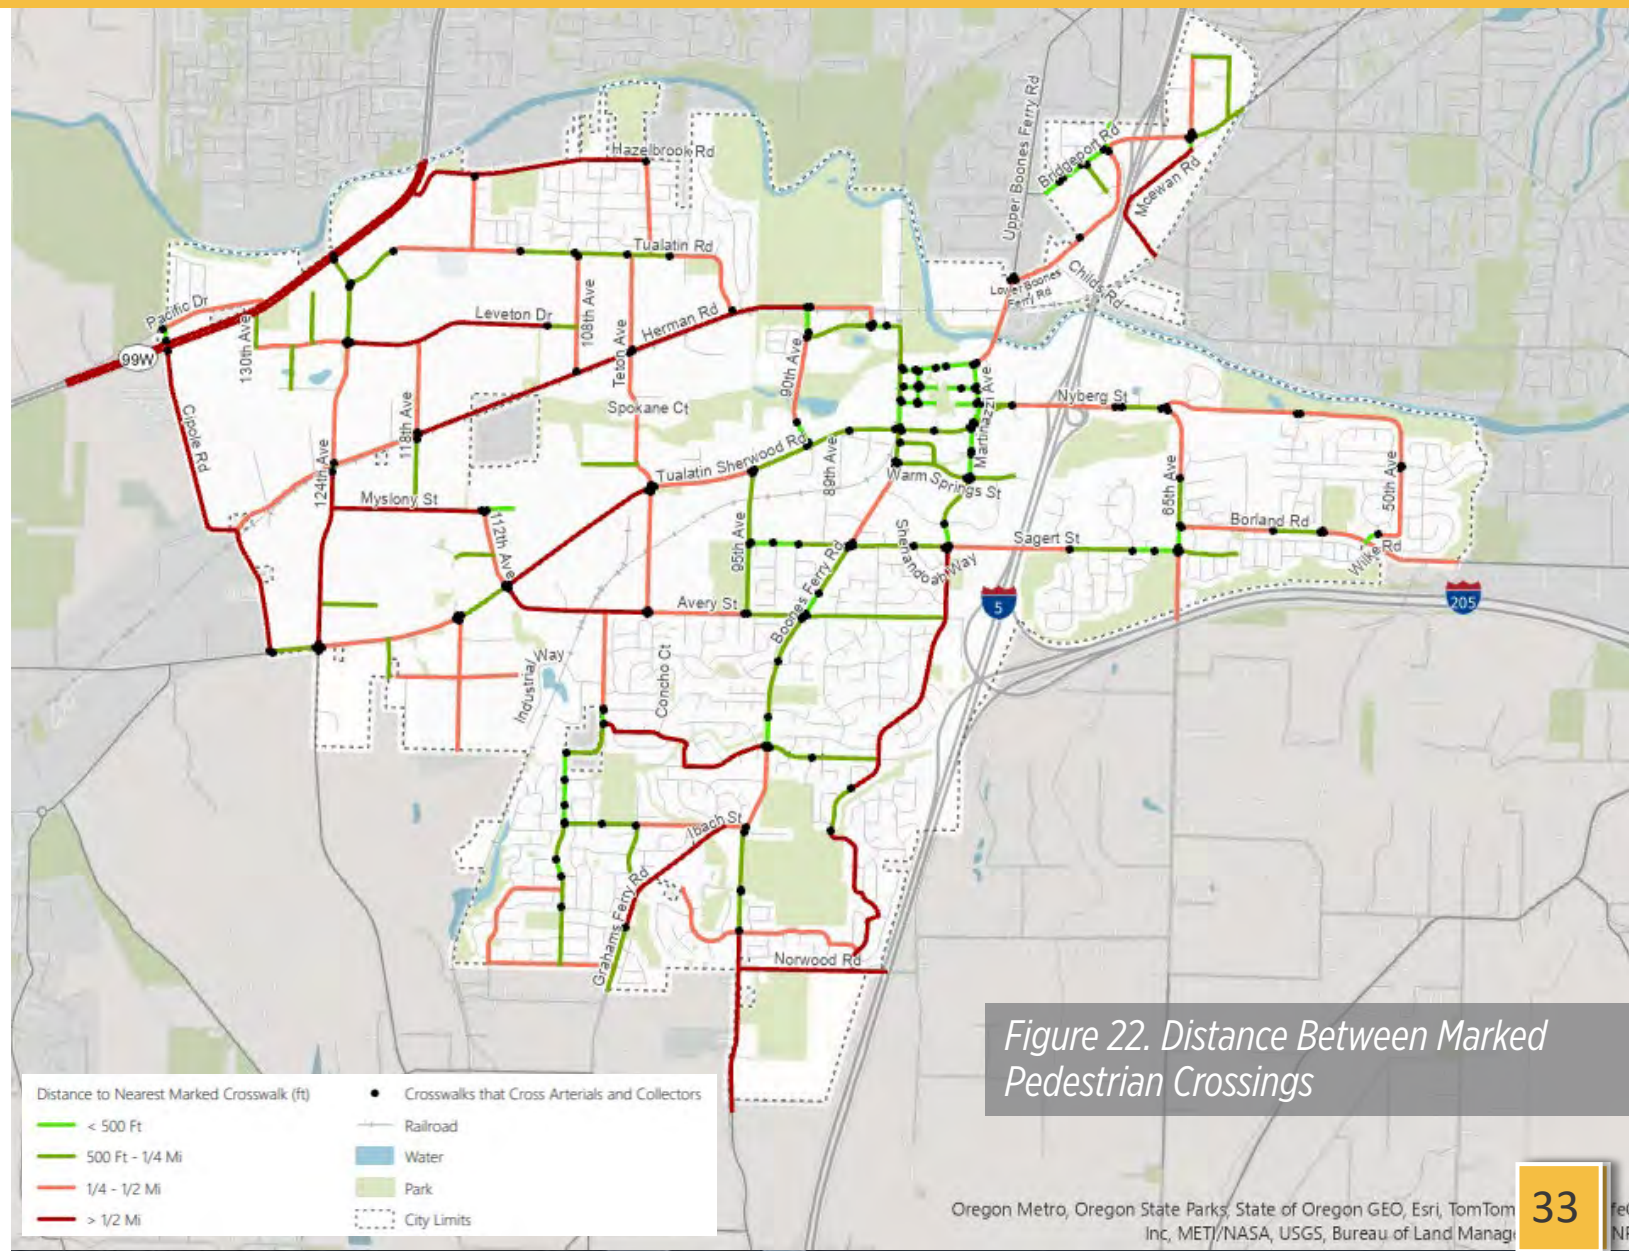 Hazelbrook Rd
Upper Boones Ferry Rd
Bridgeport Rd
Mcewan Rd
Tualatin Rd
Lower Boones
Ferry Rd
Childs Rd
Pacific Dr
99W
130th Ave
Leveton Dr
108th Ave
Teton Ave
Herman Rd
90th Ave
Martinazzi Ave
Nyberg St
Cipole Rd
118th Ave
124th Ave
Spokane Ct
Tualatin Sherwood Rd
89th Ave
Warm Springs St
65th Ave
50th Ave
Myslony St
112th Ave
95th Ave
Boones Ferry Rd
Shenandoah Way
Sagert St
Borland Rd
Wilke Rd
Avery St
5
205
Industrial Way
Concho Ct
Ibach St
Grahams Ferry Rd
Norwood Rd
Figure 22. Distance Between Marked
Pedestrian Crossings
Distance to Nearest Marked Crosswalk (ft)
< 500 Ft
500 Ft - 1/4 Mi
1/4 - 1/2 Mi
> 1/2 Mi
Crosswalks that Cross Arterials and Collectors
Railroad
Water
Park
City Limits
Oregon Metro, Oregon State Parks, State of Oregon GEO, Esri, TomTom
Inc, METI/NASA, USGS, Bureau of Land Manage
33